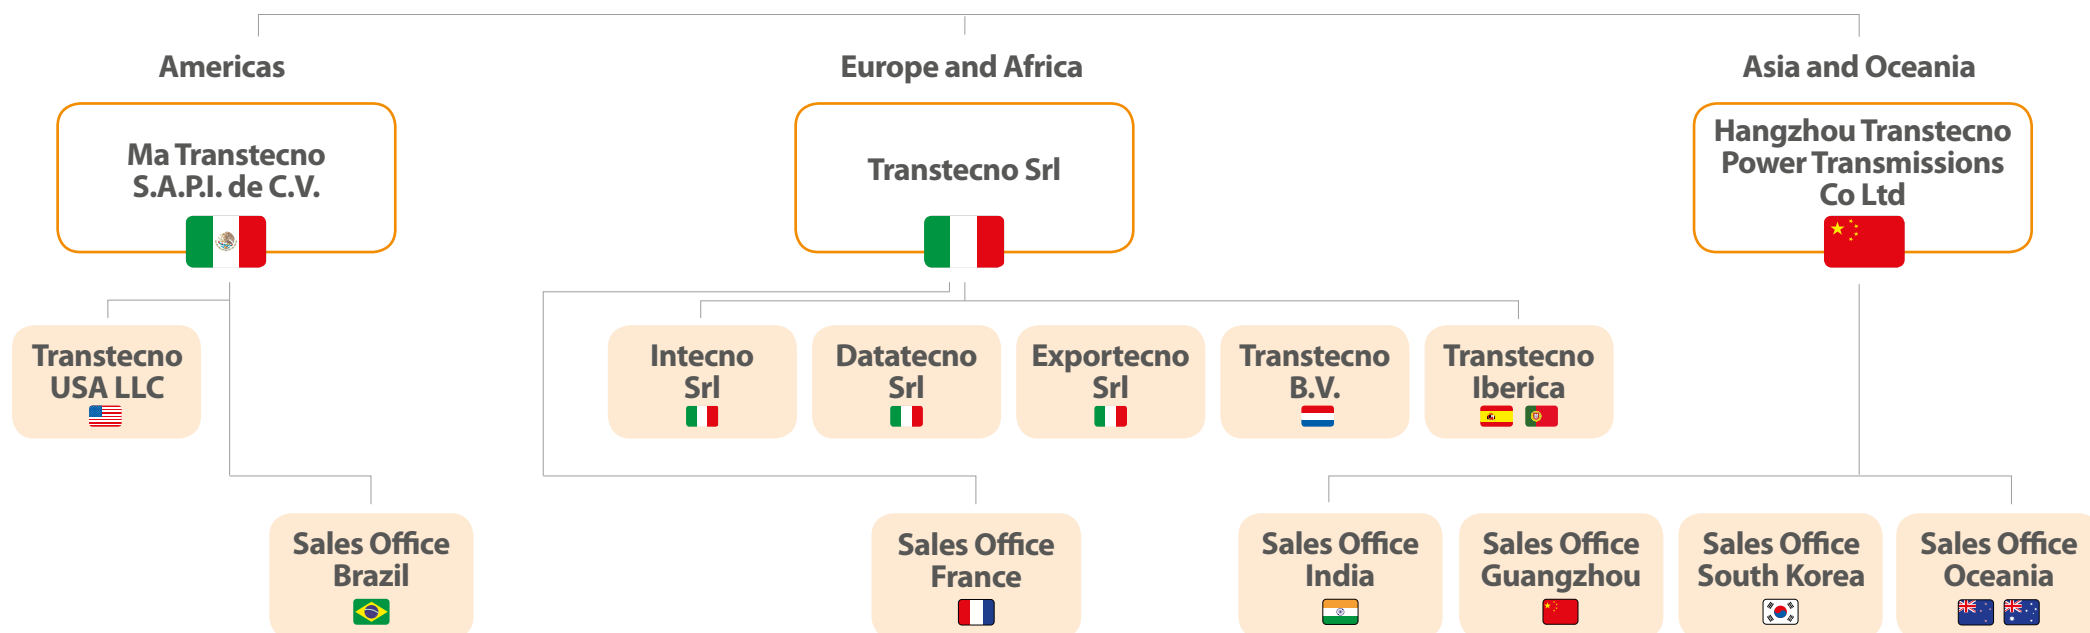 Americas
Europe and Africa
Asia and Oceania
Ma Transtecno
S.A.P.I. de C.V.
Transtecno Srl
Hangzhou Transtecno
Power Transmissions
Co Ltd
Transtecno
USA LLC
Intecno
Srl
Datatecno
Srl
Exportecno
Srl
Transtecno
B.V.
Transtecno
Iberica
Sales Office
Brazil
Sales Office
France
Sales Office
India
Sales Office
Guangzhou
Sales Office
South Korea
Sales Office
Oceania